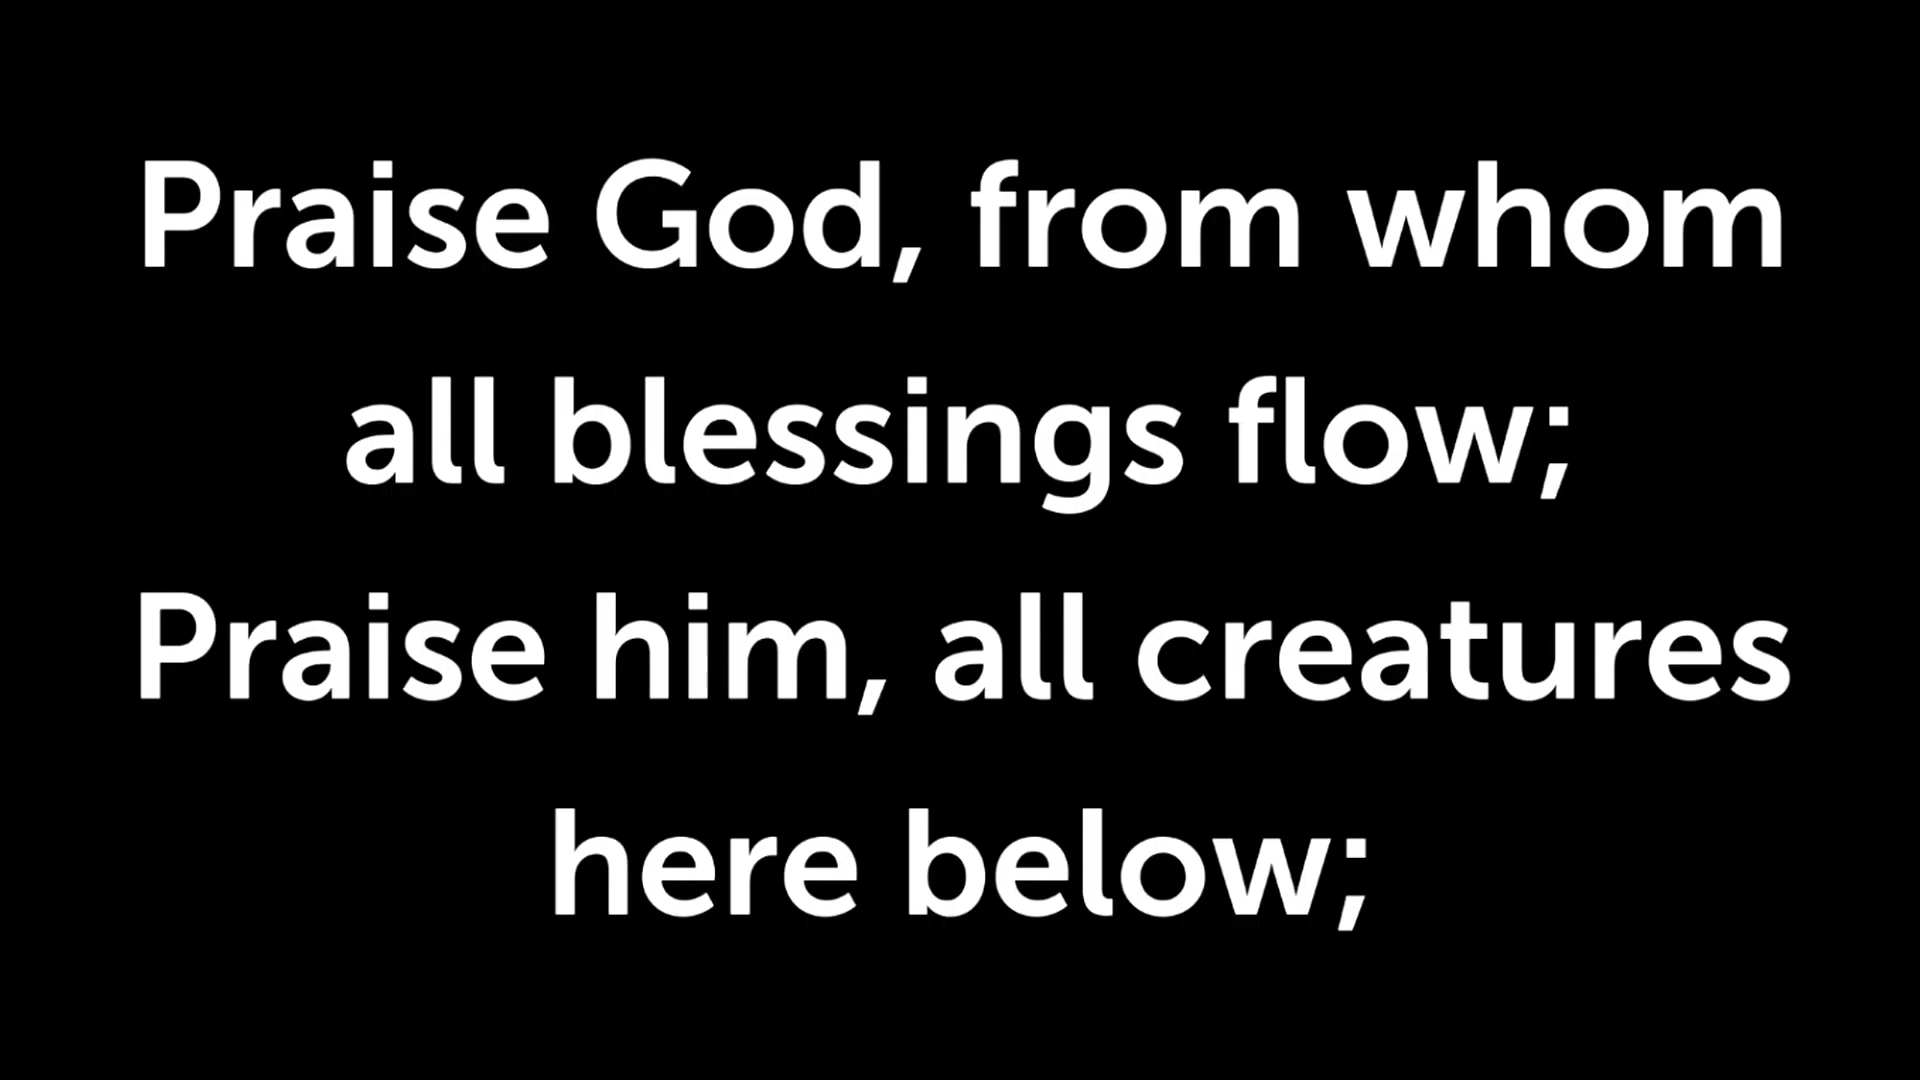 Praise God, from whom
all blessings flow;
Praise him, all creatures
here below;